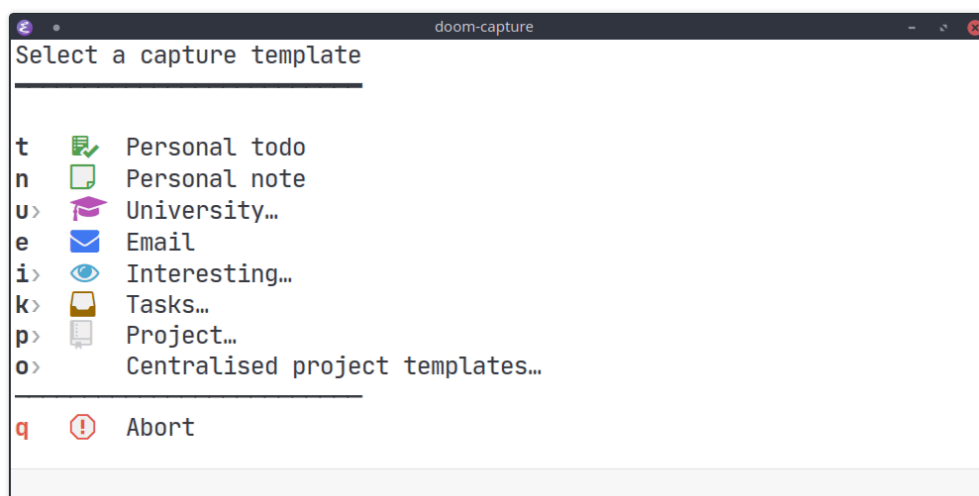 doom-capture
Select a capture template
t Personal todo
n Personal note
u› University…
e Email
i› Interesting…
k› Tasks…
p› Project…
o› Centralised project templates…
q Abort